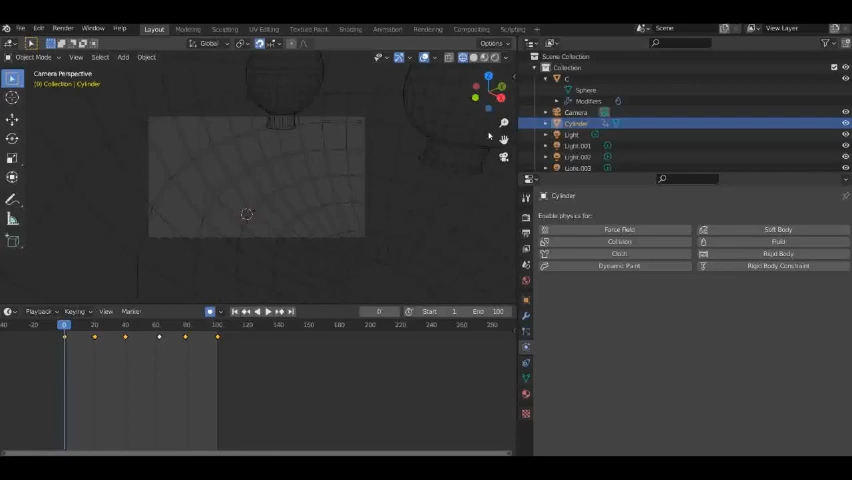 File Edit Render Window Help Layout Modeling Sculpting UV Editing Texture Paint Shading Animation Rendering Compositing Scripting Scene View Layer
Global Options
Object Mode View Select Add Object
Camera Perspective
(0) Collection | Cylinder
Scene Collection
Collection
C
Sphere
Modifiers
Camera
Cylinder
Light
Light.001
Light.002
Light.003
Cylinder
Enable physics for:
Force Field Soft Body
Collision Fluid
Cloth Rigid Body
Dynamic Paint Rigid Body Constraint
Playback Keying View Marker 0 Start 1 End 100
-40 -20 0 20 40 60 80 100 120 140 160 180 200 220 240 260 280